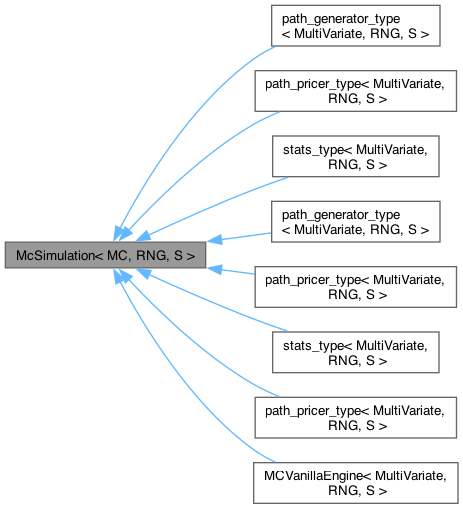 path_generator_type
< MultiVariate, RNG, S >
path_pricer_type< MultiVariate,
RNG, S >
stats_type< MultiVariate,
RNG, S >
path_generator_type
< MultiVariate, RNG, S >
McSimulation< MC, RNG, S >
path_pricer_type< MultiVariate,
RNG, S >
stats_type< MultiVariate,
RNG, S >
path_pricer_type< MultiVariate,
RNG, S >
MCVanillaEngine< MultiVariate,
RNG, S >